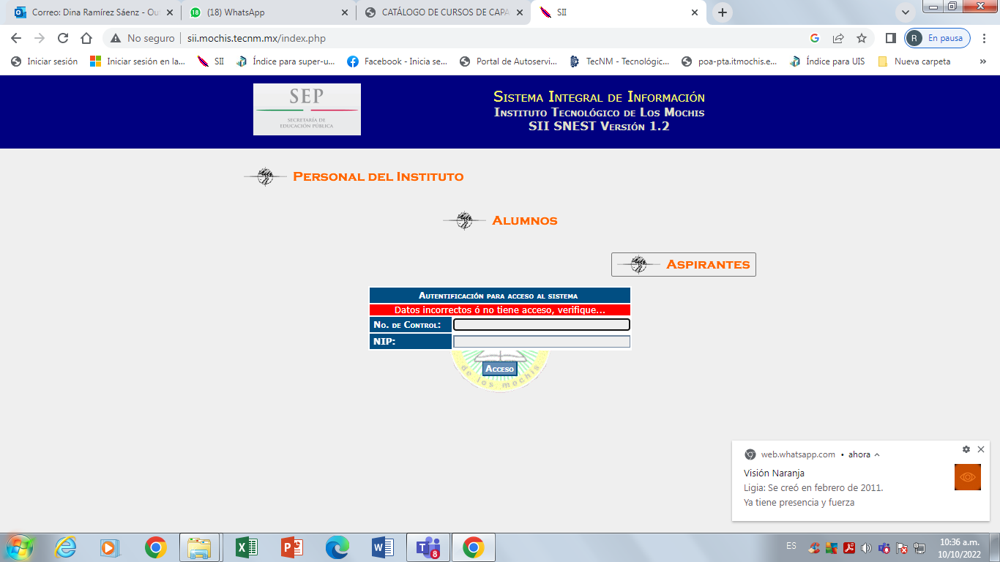 Correo: Dina Ramírez Sáenz - Ou
18 (18) WhatsApp
CATÁLOGO DE CURSOS DE CAPA
SII
No seguro sii.mochis.tecnm.mx/index.php
R En pausa
Iniciar sesión
Iniciar sesión en la...
SII
Índice para super-u...
Facebook - Inicia se...
Portal de Autoservi...
TecNM - Tecnológic...
poa-pta.itmochis.e...
Índice para UIS
Nueva carpeta
»
SEP
SECRETARÍA DE
EDUCACIÓN PÚBLICA
Sistema Integral de Información
Instituto Tecnológico de Los Mochis
SII SNEST Versión 1.2
Personal del Instituto
Alumnos
Aspirantes
Autentificación para acceso al sistema
Datos incorrectos ó no tiene acceso, verifique...
No. de Control:
NIP:
Acceso
de los mochis
web.whatsapp.com • ahora
Visión Naranja
Ligia: Se creó en febrero de 2011.
Ya tiene presencia y fuerza
8
ES
10:36 a.m.
10/10/2022